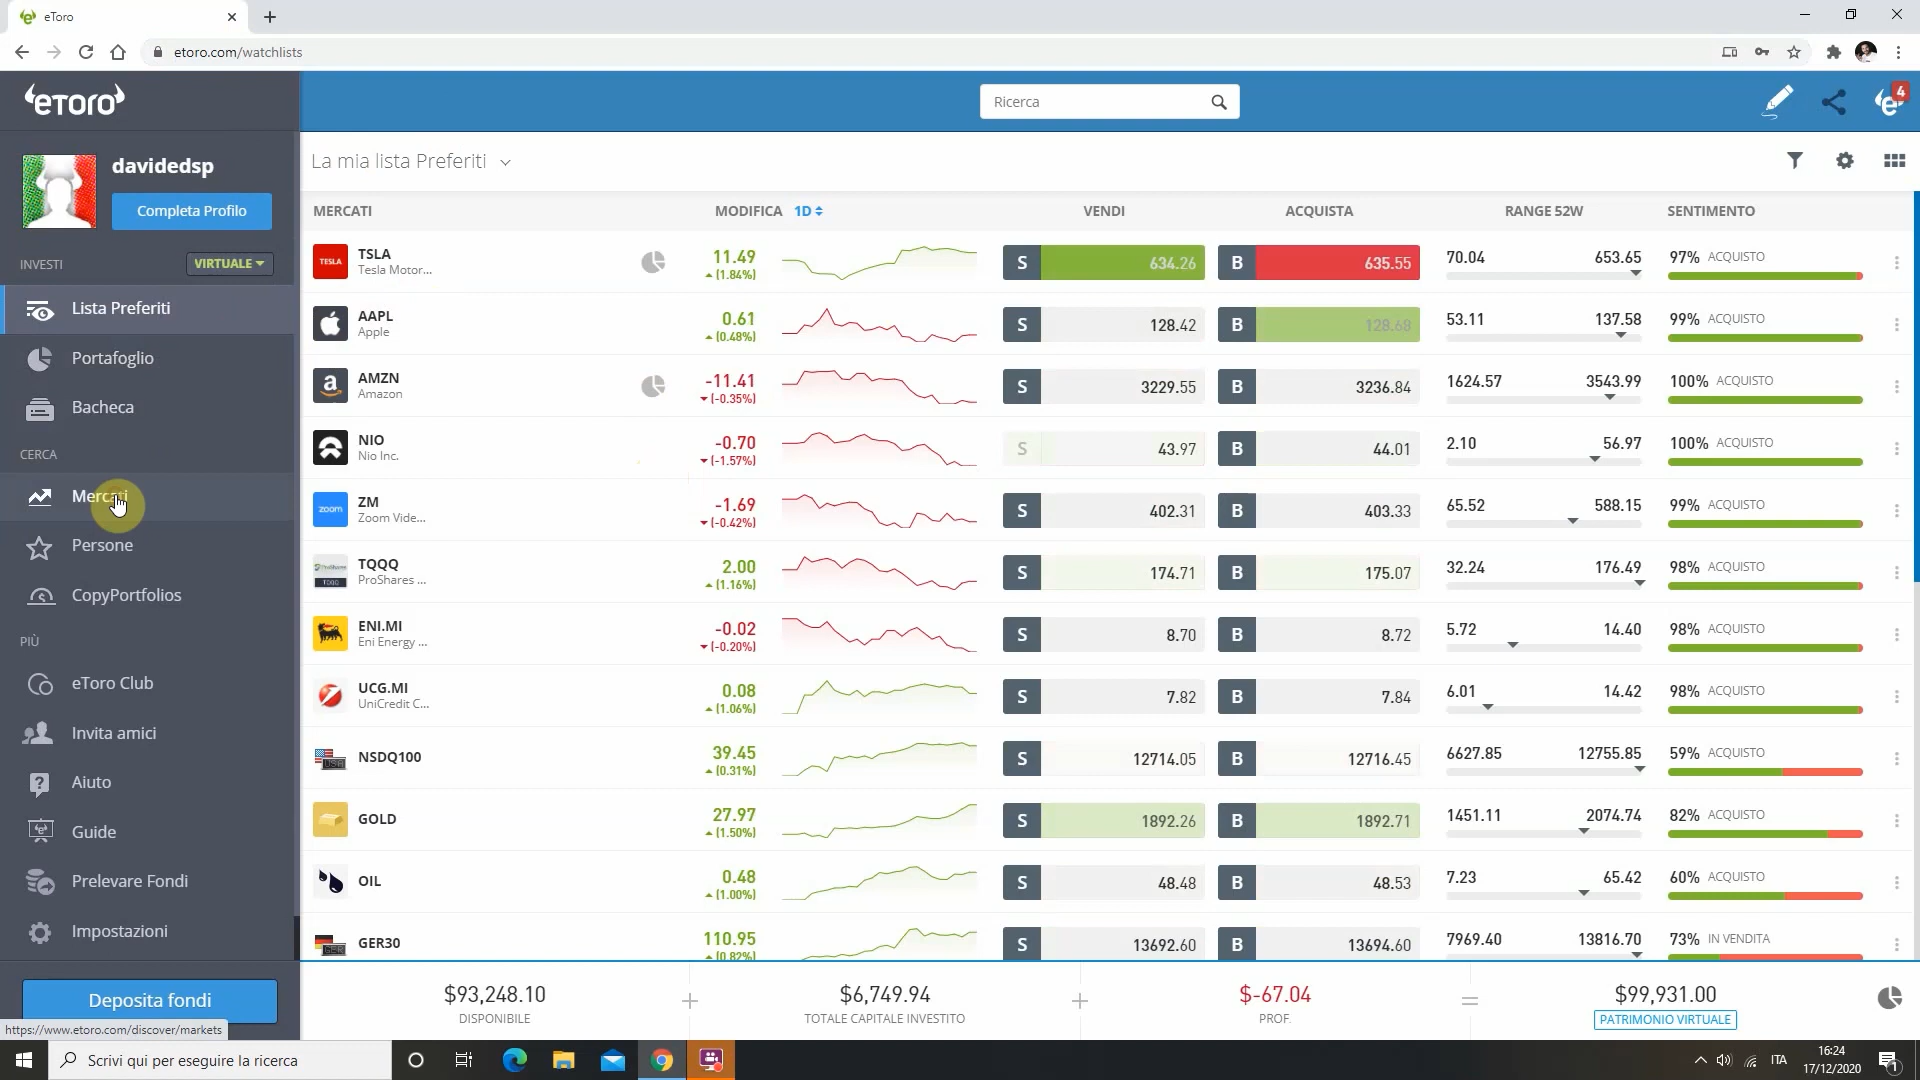 eToro
etoro.com/watchlists
eToro
Ricerca
4
davidedsp
Completa Profilo
INVESTI
VIRTUALE
Lista Preferiti
Portafoglio
Bacheca
CERCA
Mercati
Persone
CopyPortfolios
PIÙ
eToro Club
Invita amici
Aiuto
Guide
Prelevare Fondi
Impostazioni
Deposita fondi
https://www.etoro.com/discover/markets
La mia lista Preferiti
MERCATI MODIFICA 1D VENDI ACQUISTA RANGE 52W SENTIMENTO
TESLA TSLA 11.49 S 634.26 B 635.55 70.04 653.65 97% ACQUISTO
Tesla Motor... (1.84%)
AAPL 0.61 S 128.42 B 128.68 53.11 137.58 99% ACQUISTO
Apple (0.48%)
a AMZN -11.41 S 3229.55 B 3236.84 1624.57 3543.99 100% ACQUISTO
Amazon (-0.35%)
NIO -0.70 S 43.97 B 44.01 2.10 56.97 100% ACQUISTO
Nio Inc. (-1.57%)
zoom ZM -1.69 S 402.31 B 403.33 65.52 588.15 99% ACQUISTO
Zoom Vide... (-0.42%)
ProShares TQQQ TQQQ 2.00 S 174.71 B 175.07 32.24 176.49 98% ACQUISTO
ProShares ... (1.16%)
ENI.MI -0.02 S 8.70 B 8.72 5.72 14.40 98% ACQUISTO
Eni Energy ... (-0.20%)
UCG.MI 0.08 S 7.82 B 7.84 6.01 14.42 98% ACQUISTO
UniCredit C... (1.06%)
NSDQ100 39.45 S 12714.05 B 12716.45 6627.85 12755.85 59% ACQUISTO
(0.31%)
GOLD 27.97 S 1892.26 B 1892.71 1451.11 2074.74 82% ACQUISTO
(1.50%)
OIL 0.48 S 48.48 B 48.53 7.23 65.42 60% ACQUISTO
(1.00%)
GER30 110.95 S 13692.60 B 13694.60 7969.40 13816.70 73% IN VENDITA
(0.82%)
$93,248.10 + $6,749.94 + $-67.04 = $99,931.00
DISPONIBILE TOTALE CAPITALE INVESTITO PROF. PATRIMONIO VIRTUALE
Scrivi qui per eseguire la ricerca
ITA
16:24
17/12/2020
1